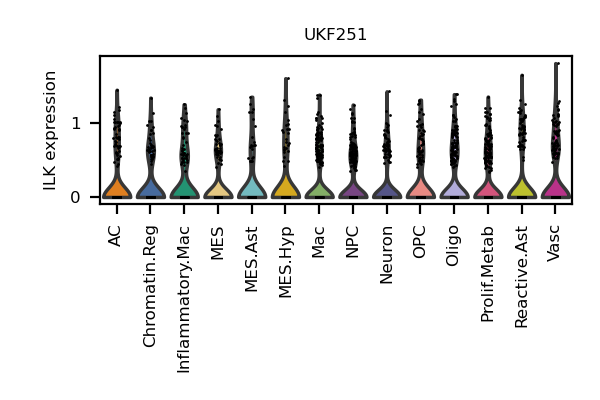 UKF251
ILK expression
1
0
AC
Chromatin.Reg
Inflammatory.Mac
MES
MES.Ast
MES.Hyp
Mac
NPC
Neuron
OPC
Oligo
Prolif.Metab
Reactive.Ast
Vasc